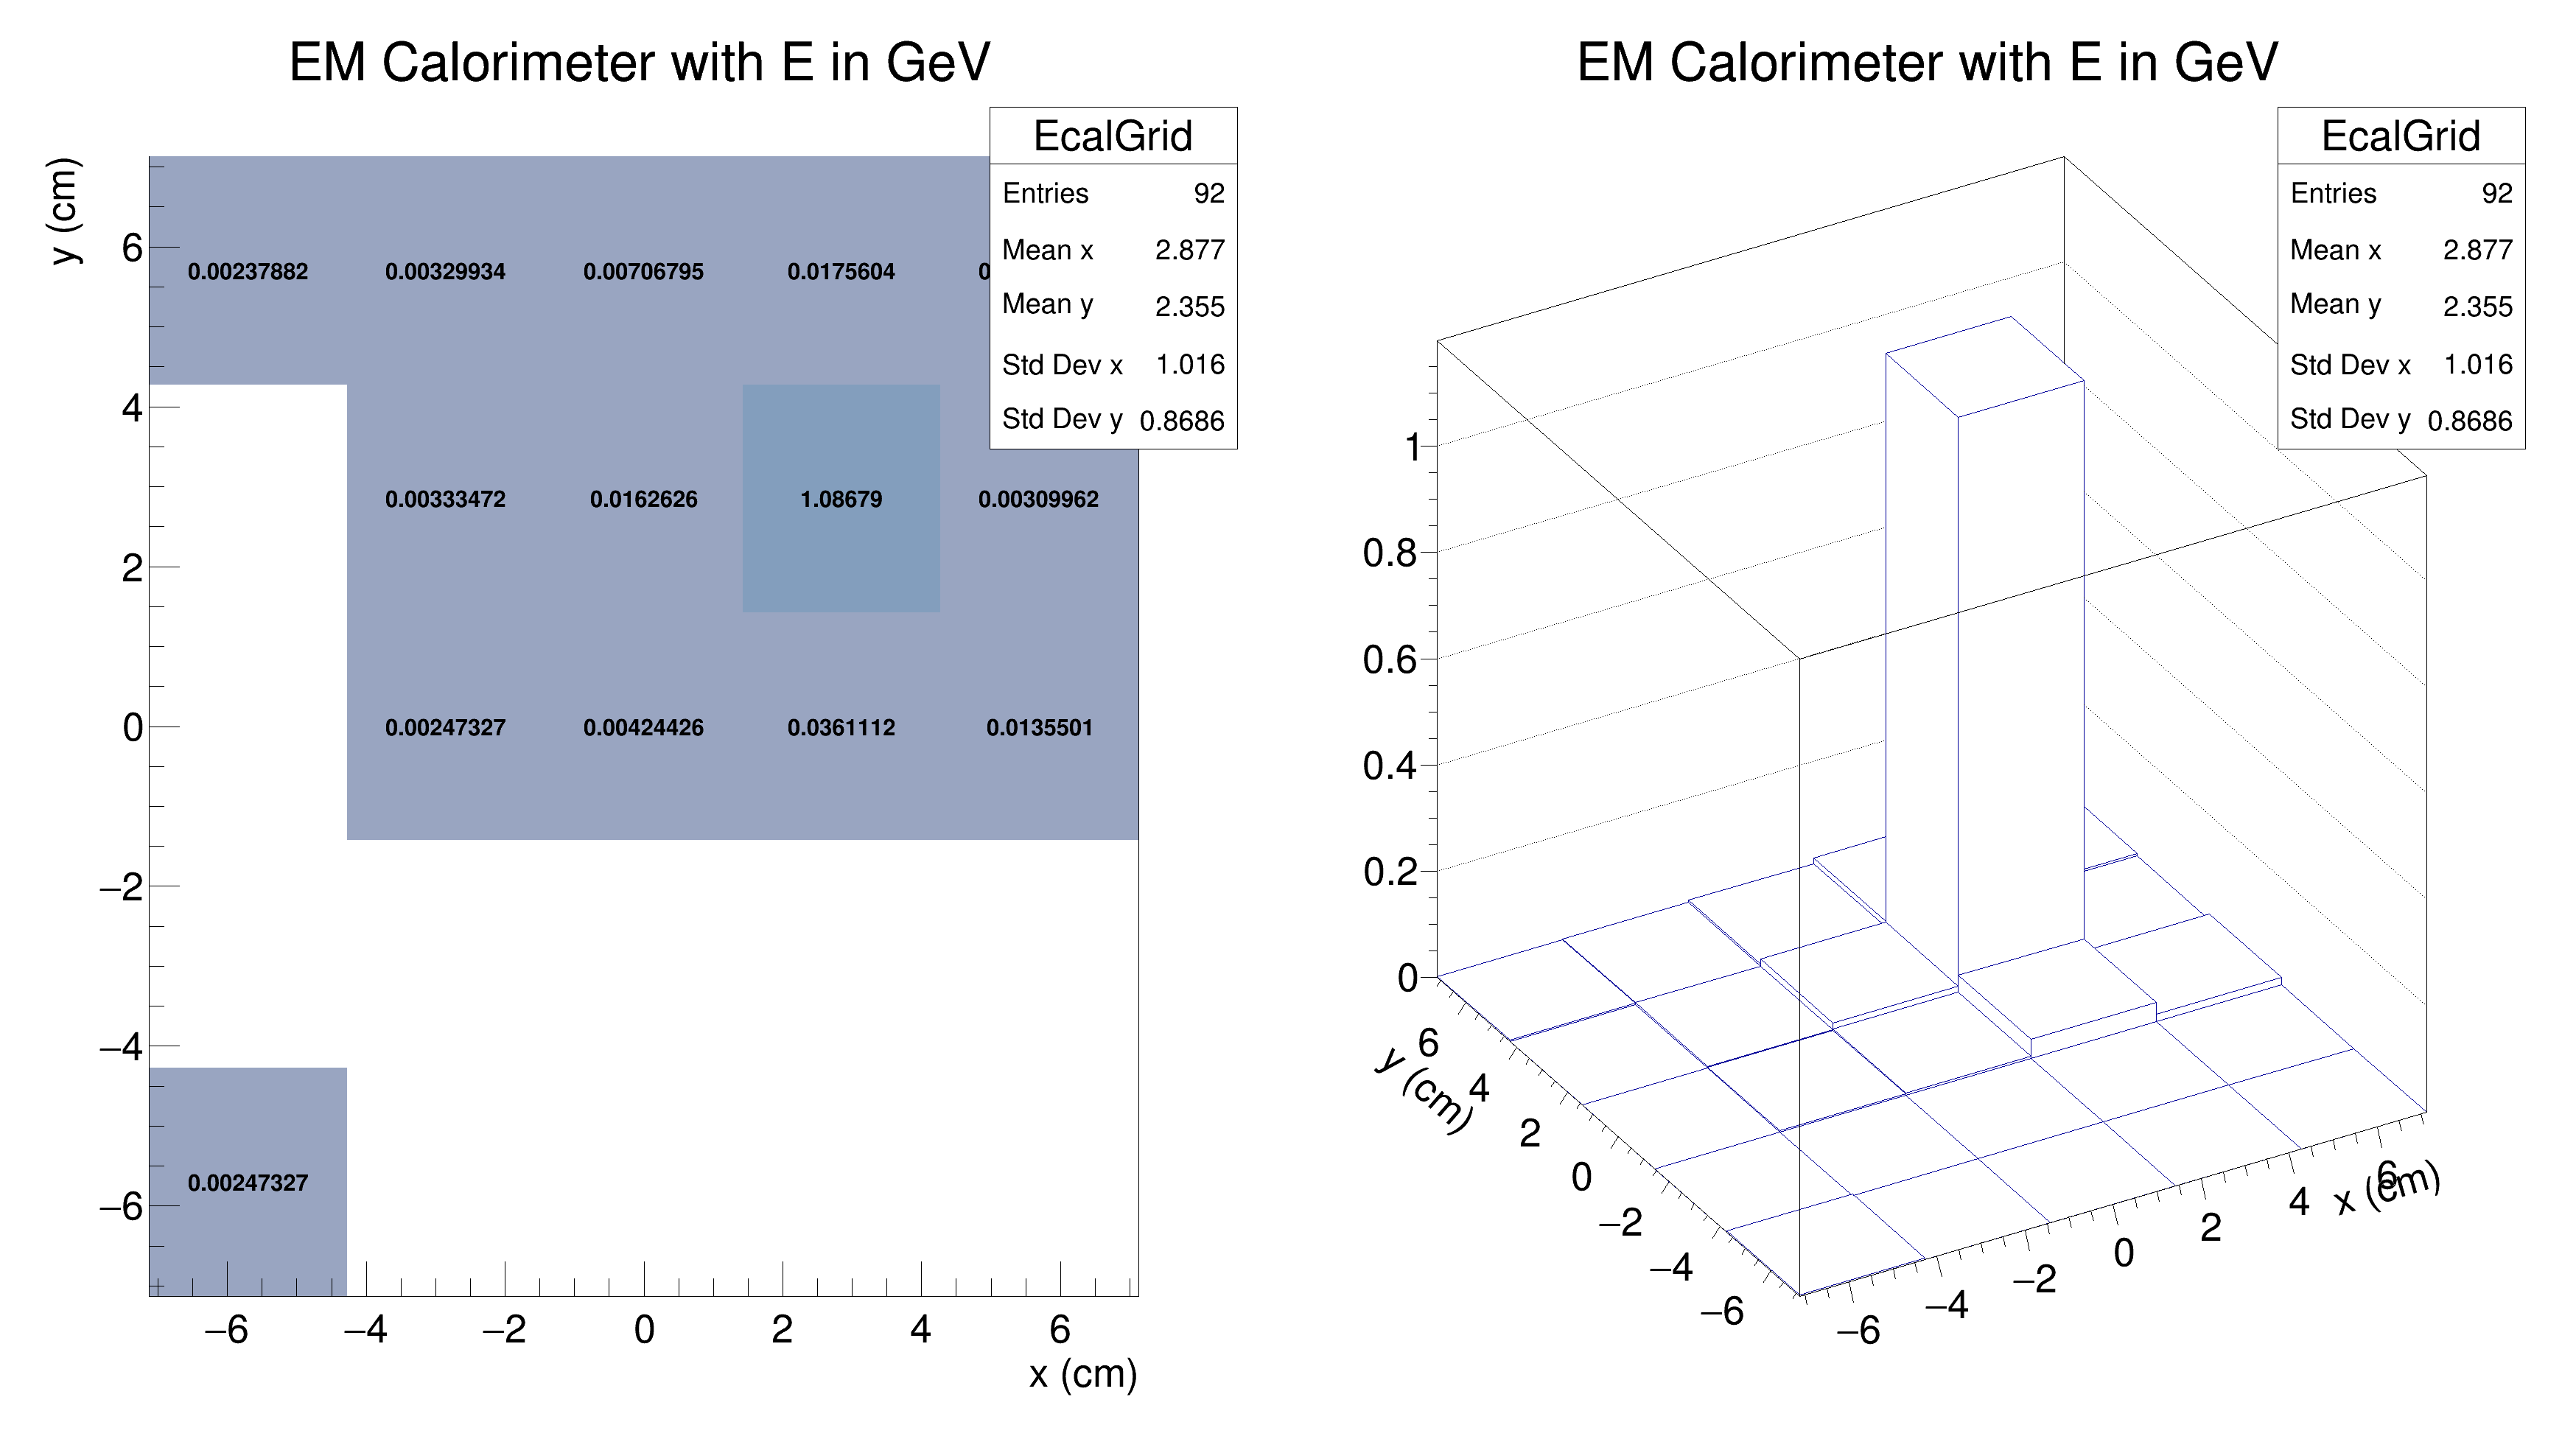 EM Calorimeter with E in GeV
EcalGrid
Entries 92
Mean x 2.877
Mean y 2.355
Std Dev x 1.016
Std Dev y 0.8686
y (cm)
6
4
2
0
−2
−4
−6
0.00237882 0.00329934 0.00706795 0.0175604
0.00333472 0.0162626 1.08679 0.00309962
0.00247327 0.00424426 0.0361112 0.0135501
0.00247327
−6 −4 −2 0 2 4 6
x (cm)
EM Calorimeter with E in GeV
EcalGrid
Entries 92
Mean x 2.877
Mean y 2.355
Std Dev x 1.016
Std Dev y 0.8686
1
0.8
0.6
0.4
0.2
0
y (cm)
6
4
2
0
−2
−4
−6
−6 −4 −2 0 2 4 6
x (cm)